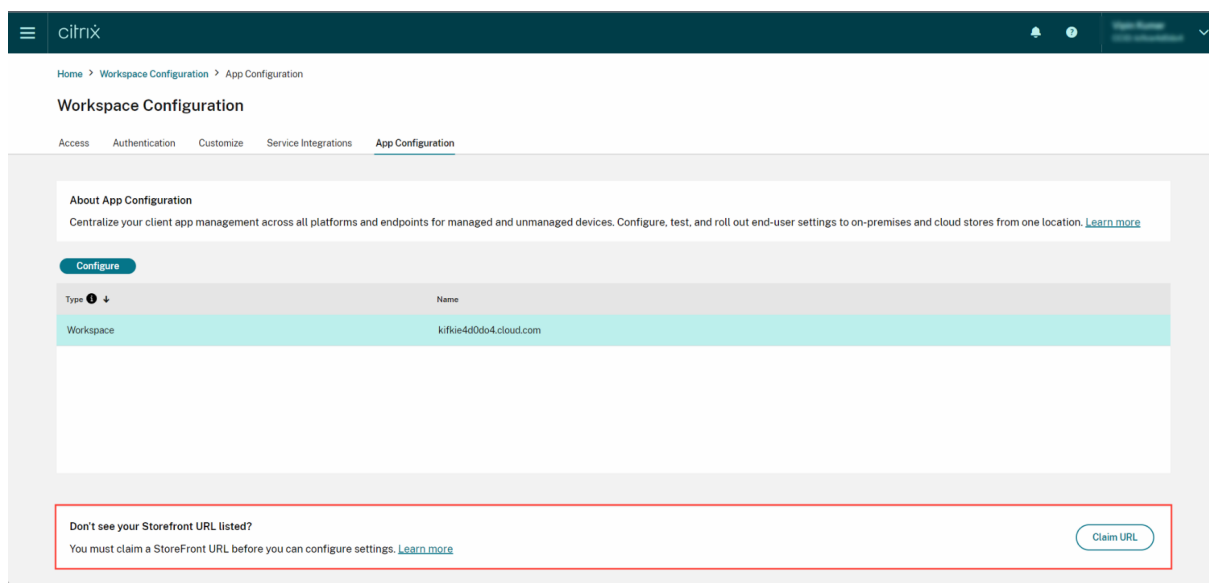 citrix
Home > Workspace Configuration > App Configuration
Workspace Configuration
Access Authentication Customize Service Integrations App Configuration
About App Configuration
Centralize your client app management across all platforms and endpoints for managed and unmanaged devices. Configure, test, and roll out end-user settings to on-premises and cloud stores from one location. Learn more
Configure
Type Name
Workspace kifkie4d0do4.cloud.com
Don't see your Storefront URL listed?
You must claim a StoreFront URL before you can configure settings. Learn more
Claim URL